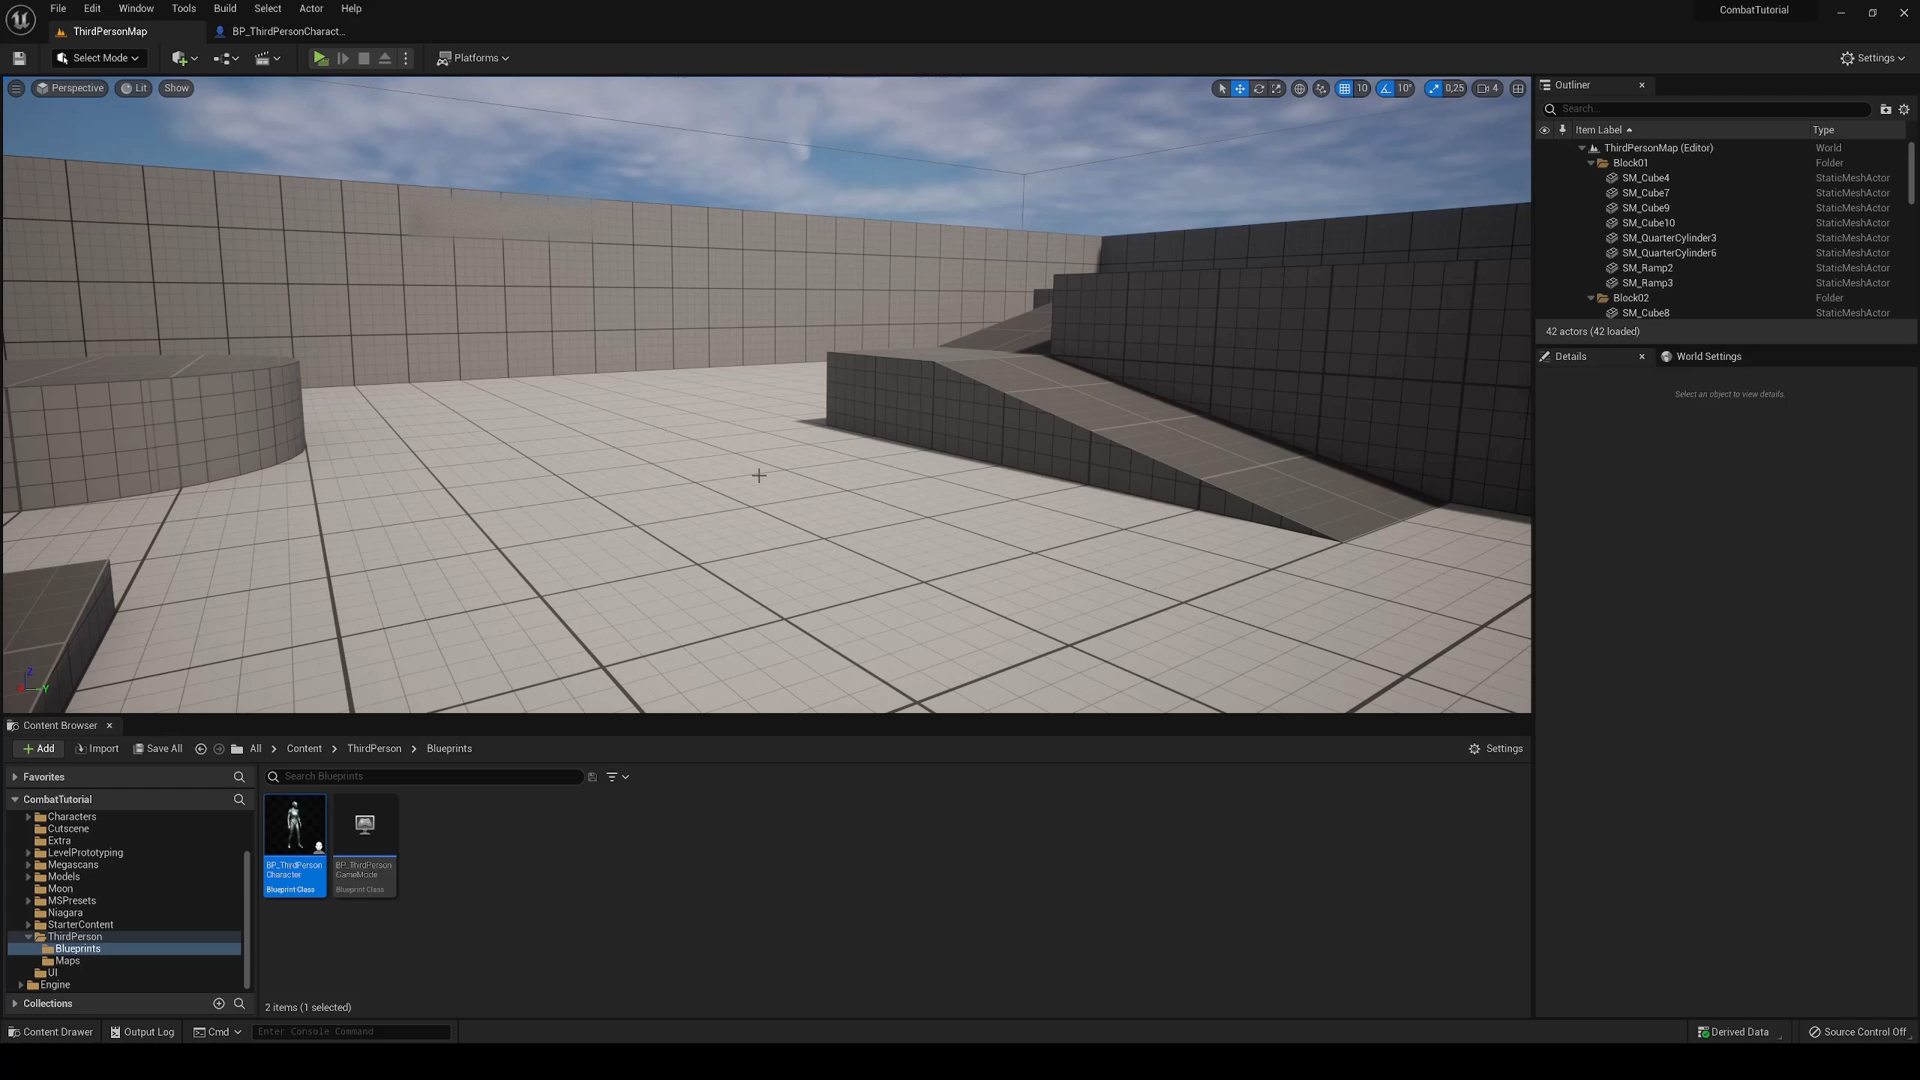 File Edit Window Tools Build Select Actor Help
CombatTutorial
ThirdPersonMap
BP_ThirdPersonCharact...
Select Mode
Platforms
Settings
Perspective
Lit
Show
10
10°
0,25
4
Outliner
Search...
Item Label
Type
ThirdPersonMap (Editor) World
Block01 Folder
SM_Cube4 StaticMeshActor
SM_Cube7 StaticMeshActor
SM_Cube9 StaticMeshActor
SM_Cube10 StaticMeshActor
SM_QuarterCylinder3 StaticMeshActor
SM_QuarterCylinder6 StaticMeshActor
SM_Ramp2 StaticMeshActor
SM_Ramp3 StaticMeshActor
Block02 Folder
SM_Cube8 StaticMeshActor
42 actors (42 loaded)
Details
World Settings
Select an object to view details.
Z
X
Y
Content Browser
Add
Import
Save All
All
Content
ThirdPerson
Blueprints
Settings
Favorites
Search Blueprints
CombatTutorial
Characters
Cutscene
Extra
LevelPrototyping
Megascans
Models
Moon
MSPresets
Niagara
StarterContent
ThirdPerson
Blueprints
Maps
UI
Engine
BP_ThirdPerson
Character
Blueprint Class
BP_ThirdPerson
GameMode
Blueprint Class
2 items (1 selected)
Collections
Content Drawer
Output Log
Cmd
Enter Console Command
Derived Data
Source Control Off